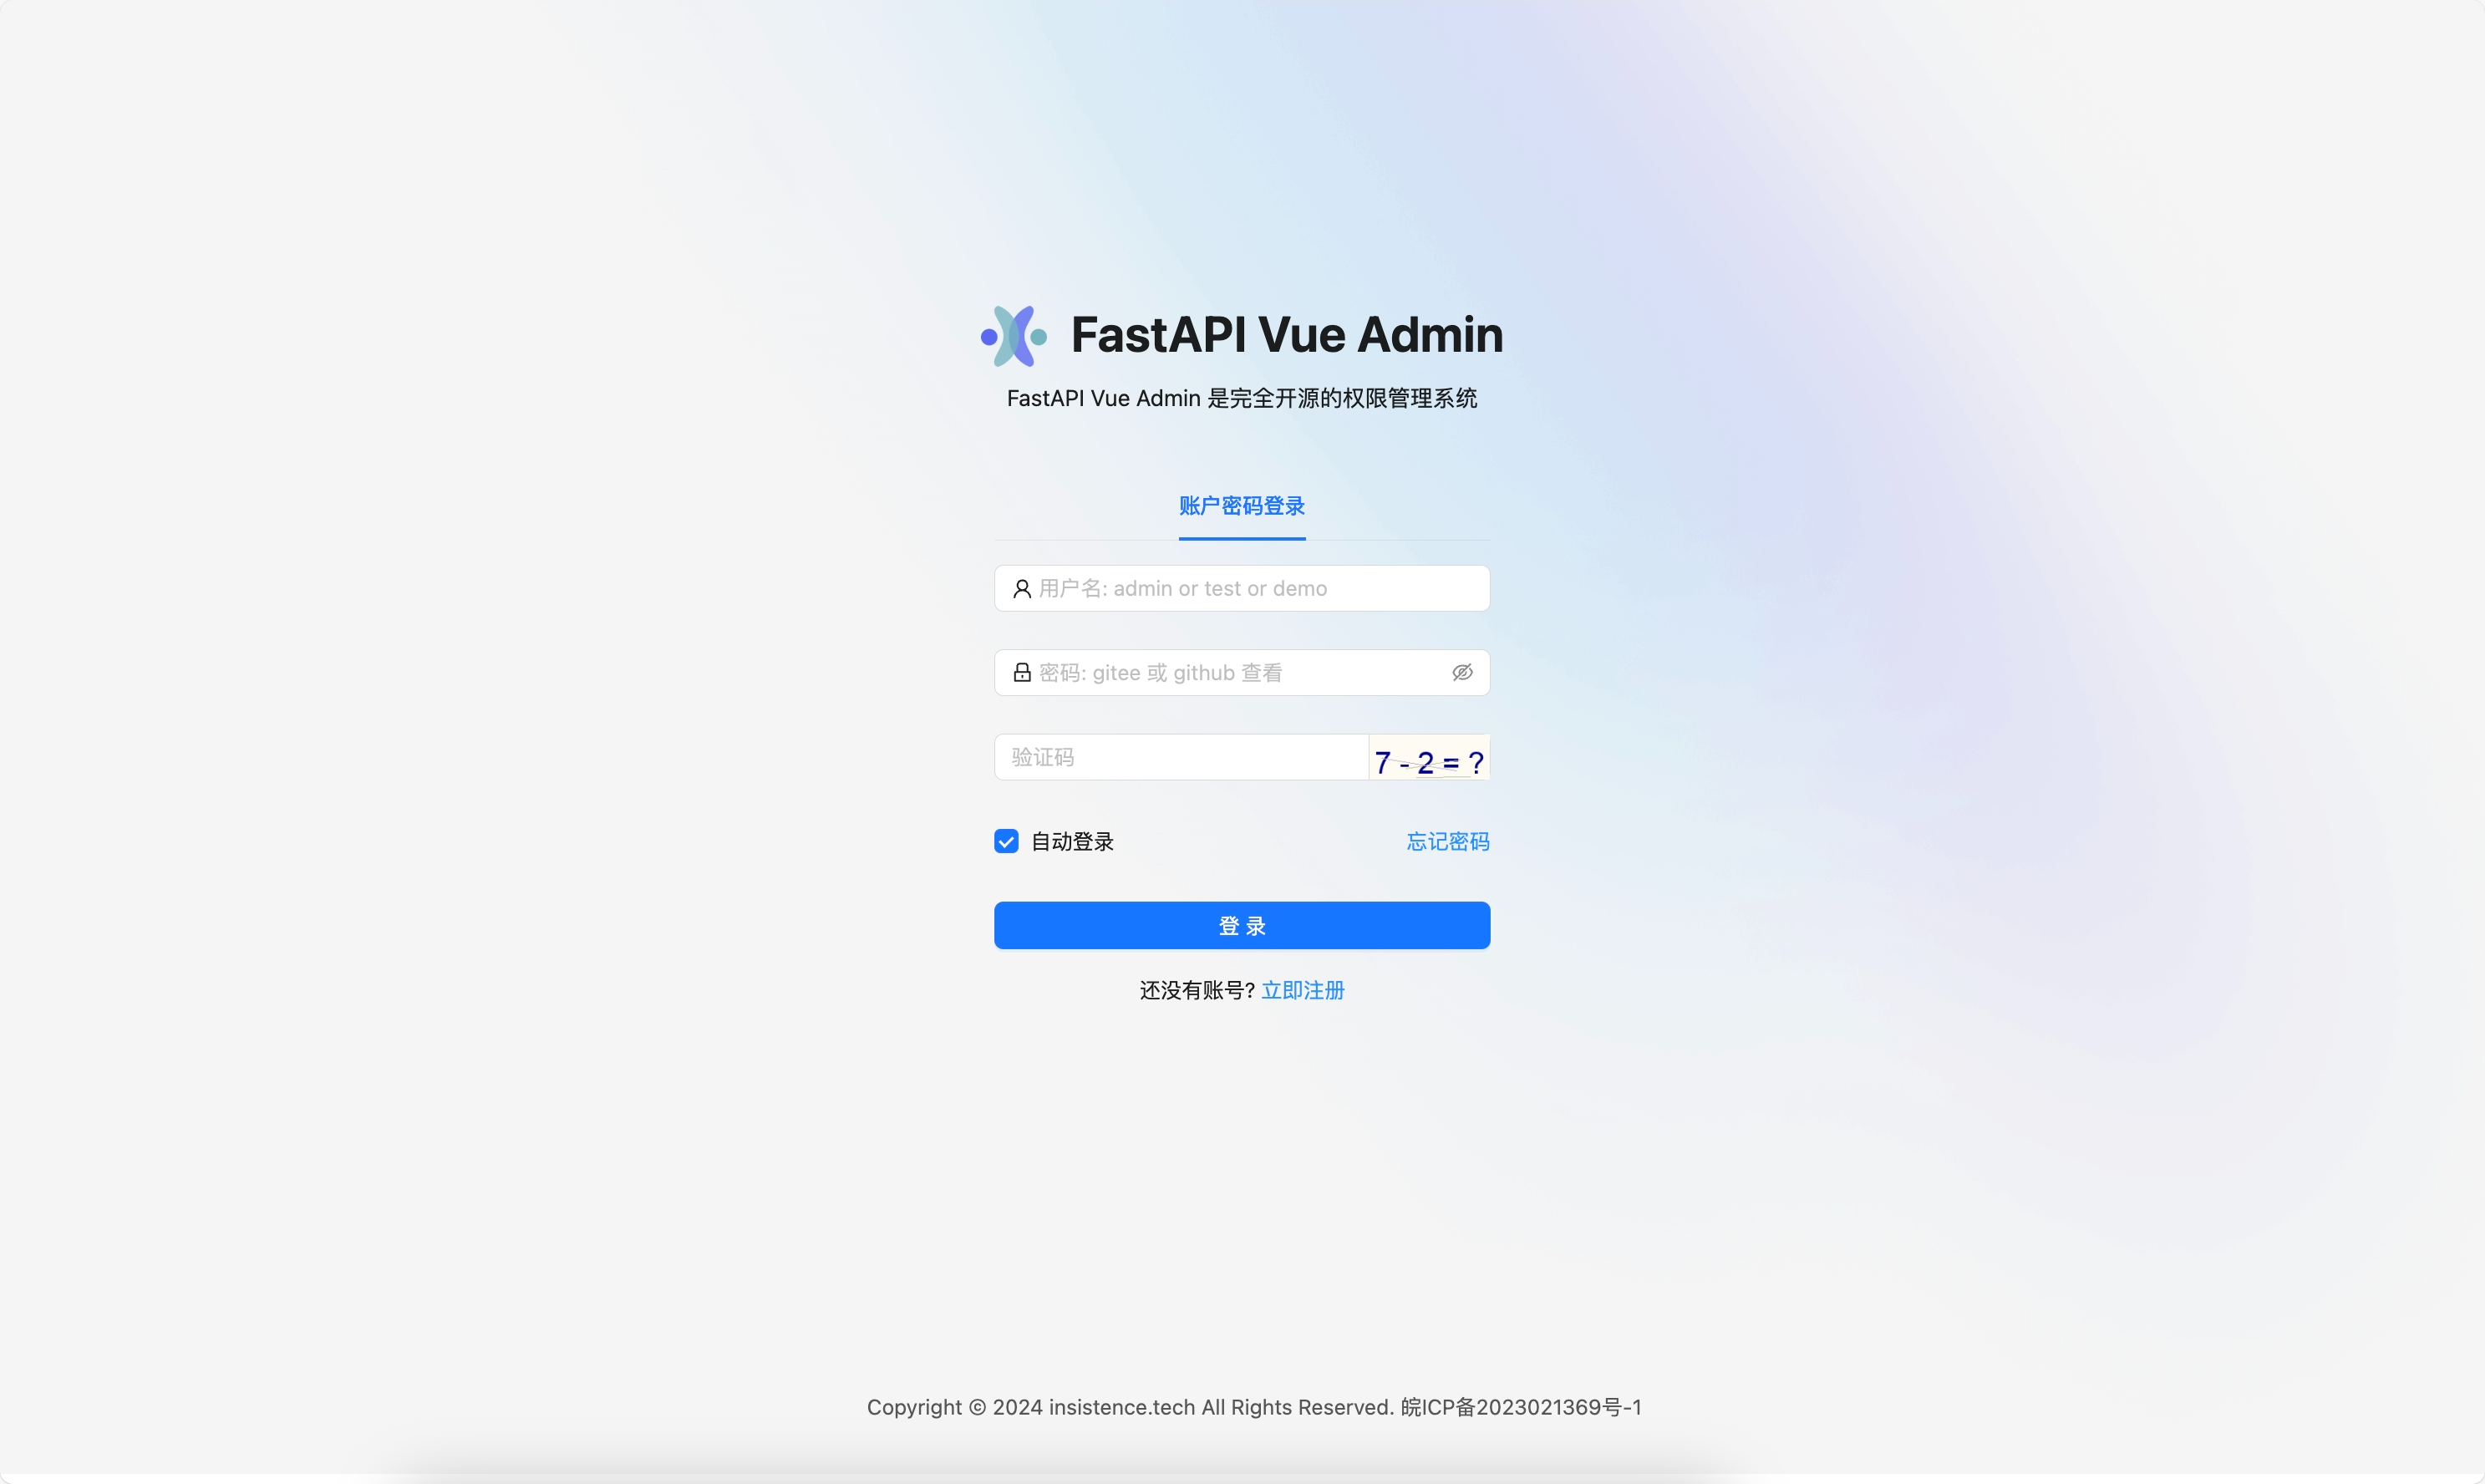 FastAPI Vue Admin
FastAPI Vue Admin 是完全开源的权限管理系统
账户密码登录
用户名: admin or test or demo
密码: gitee 或 github 查看
验证码 7 - 2 = ?
自动登录 忘记密码
登 录
还没有账号? 立即注册
Copyright © 2024 insistence.tech All Rights Reserved. 皖ICP备2023021369号-1